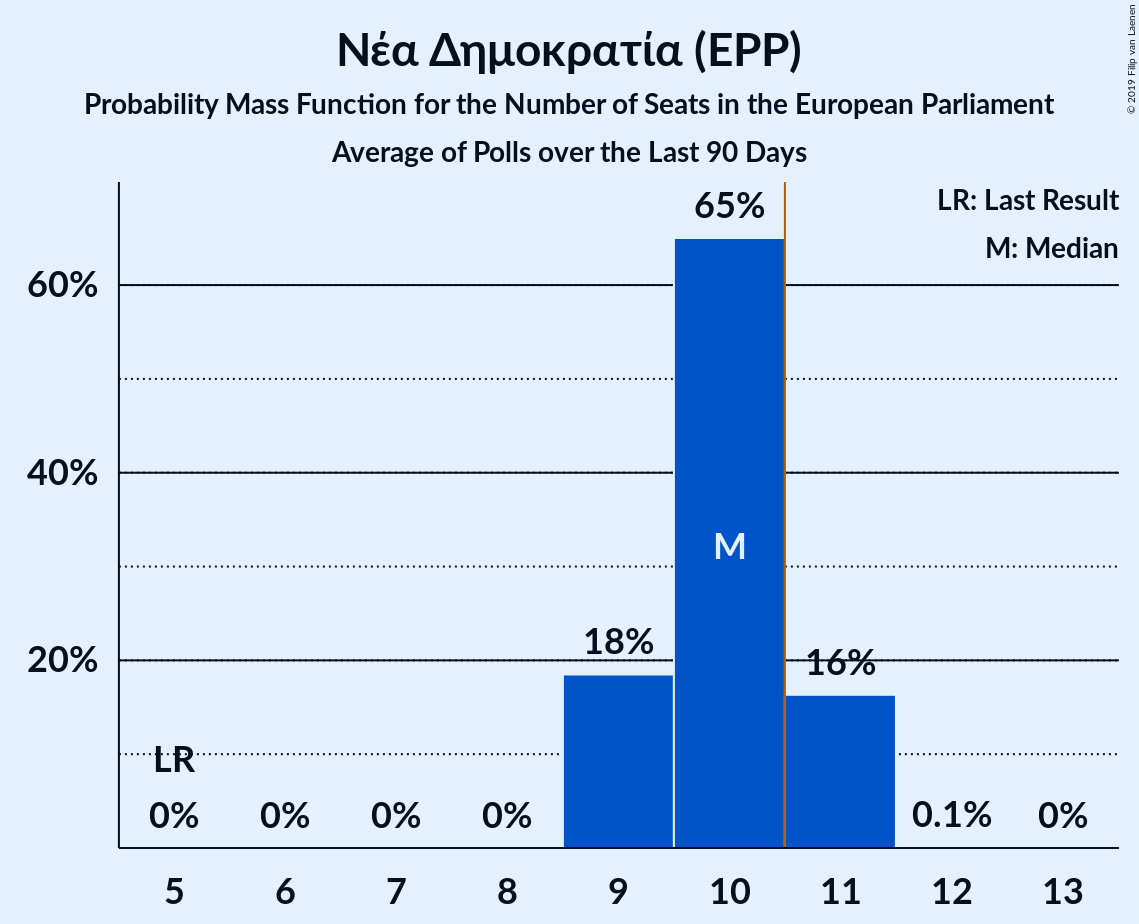 Νέα Δημοκρατία (EPP)
Probability Mass Function for the Number of Seats in the European Parliament
Average of Polls over the Last 90 Days
© 2019 Filip van Laenen
LR: Last Result
M: Median
65%
60%
40%
M
18%
20%
16%
LR
0%
0%
0%
0%
0.1%
0%
5
6
7
8
9
10
11
12
13